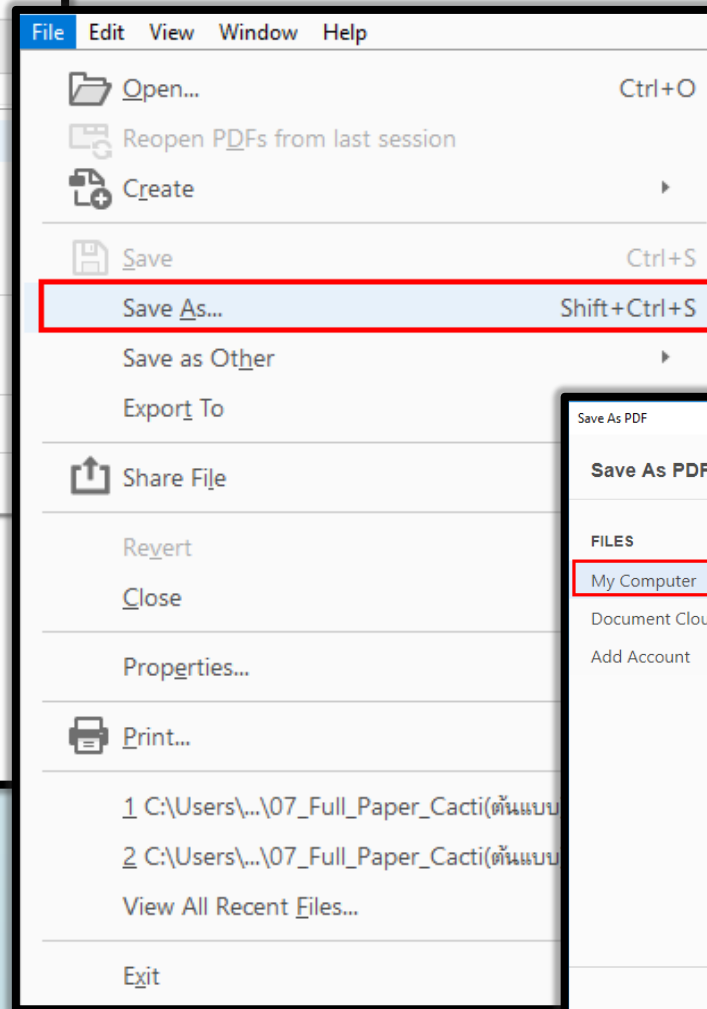 File Edit View Window Help
Open... Ctrl+O
Reopen PDFs from last session
Create
Save Ctrl+S
Save As... Shift+Ctrl+S
Save as Other
Export To
Share File
Revert
Close
Properties...
Print...
1 C:\Users\...\07_Full_Paper_Cacti(ต้นแบบ
2 C:\Users\...\07_Full_Paper_Cacti(ต้นแบบ
View All Recent Files...
Exit
Save As PDF
Save As PDF
FILES
My Computer
Document Clou
Add Account